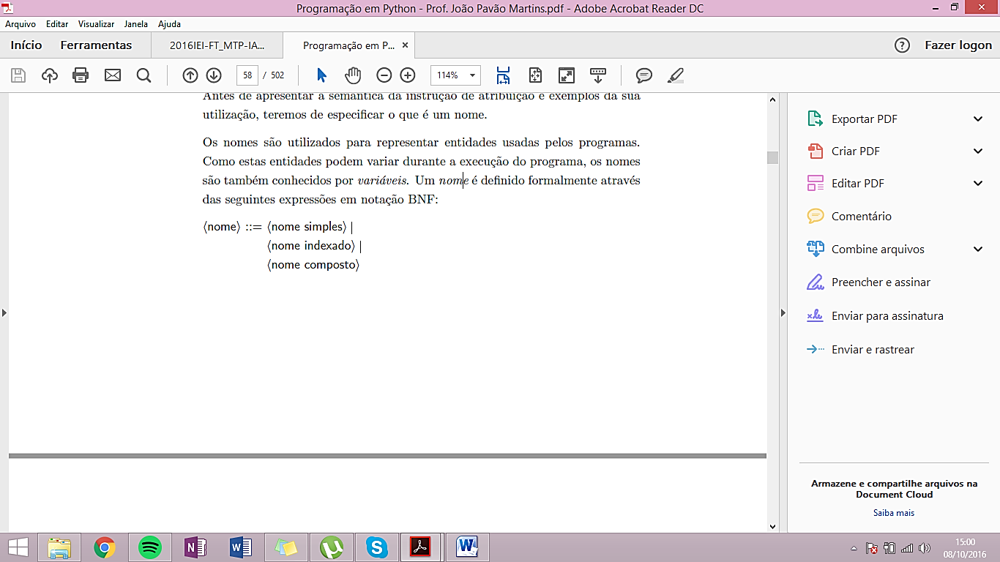 Programação em Python - Prof. João Pavão Martins.pdf - Adobe Acrobat Reader DC
Arquivo Editar Visualizar Janela Ajuda
Início Ferramentas 2016IEI-FT_MTP-IA... Programação em P... × ? Fazer logon
58 / 502 114%
Antes de apresentar a semântica da instrução de atribuição e exemplos da sua
utilização, teremos de especificar o que é um nome.
Os nomes são utilizados para representar entidades usadas pelos programas.
Como estas entidades podem variar durante a execução do programa, os nomes
são também conhecidos por variáveis. Um nome é definido formalmente através
das seguintes expressões em notação BNF:
⟨nome⟩ ::= ⟨nome simples⟩ |
⟨nome indexado⟩ |
⟨nome composto⟩
Exportar PDF
Criar PDF
Editar PDF
Comentário
Combine arquivos
Preencher e assinar
Enviar para assinatura
Enviar e rastrear
Armazene e compartilhe arquivos na
Document Cloud
Saiba mais
15:00
08/10/2016